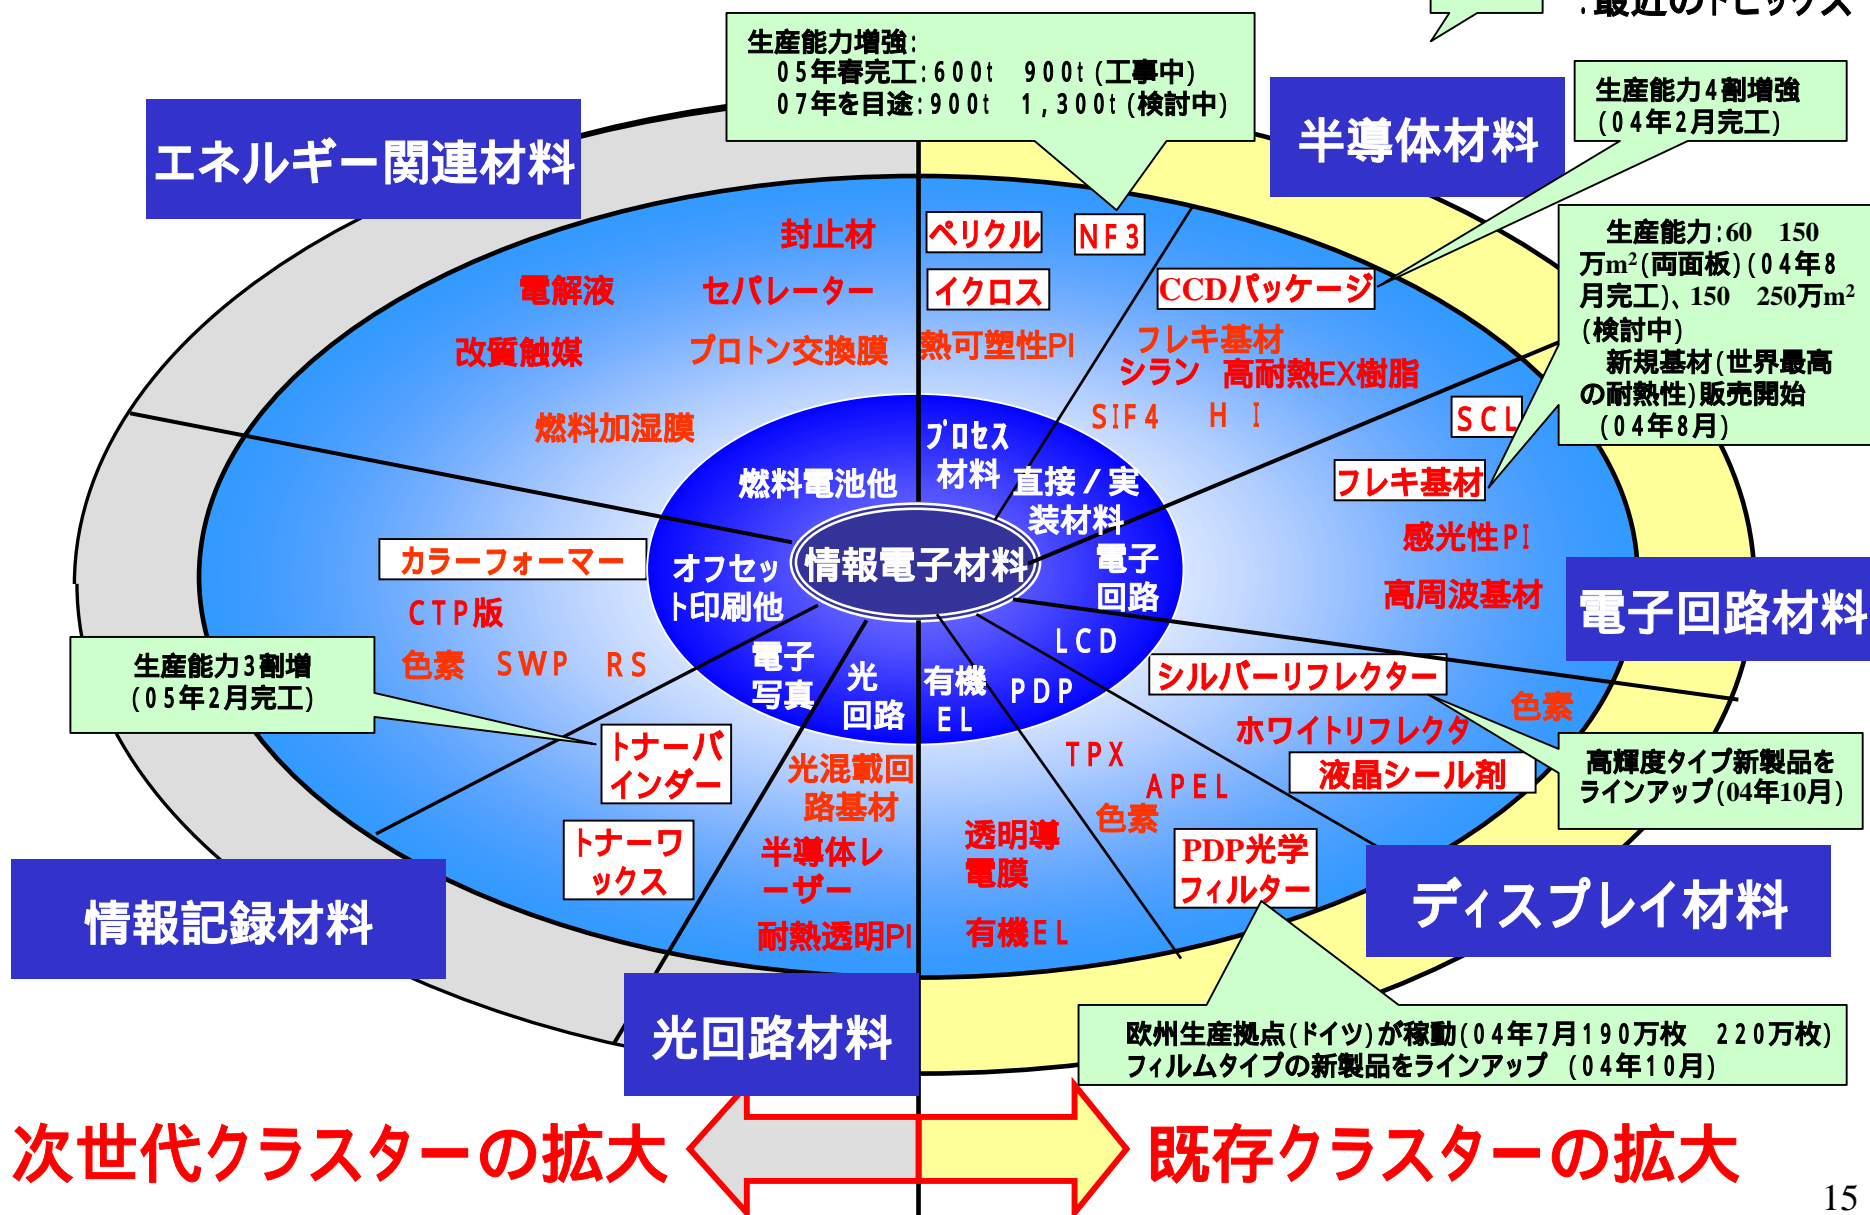 :最近のトピックス
生産能力増強:
05年春完工:600t 900t(工事中)
07年を目途:900t 1,300t(検討中)
生産能力4割増強
(04年2月完工)
エネルギー関連材料
半導体材料
生産能力:60 150
万m²(両面板)(04年8
月完工)、150 250万m²
(検討中)
新規基材(世界最高
の耐熱性)販売開始
(04年8月)
封止材
電解液
セパレーター
改質触媒
プロトン交換膜
燃料加湿膜
ペリクル
NF3
イクロス
熱可塑性PI
CCDパッケージ
フレキ基材
シラン 高耐熱EX樹脂
SIF4 H I
SCL
フレキ基材
感光性PI
高周波基材
電子回路材料
燃料電池他
プロセス
材料
直接/実
装材料
電子
回路
LCD
PDP
有機
EL
光
回路
電子
写真
オフセッ
ト印刷他
情報電子材料
カラーフォーマー
CTP版
色素 SWP RS
生産能力3割増
(05年2月完工)
トナーバ
インダー
トナーワ
ックス
光混載回
路基材
半導体レ
ーザー
耐熱透明PI
透明導
電膜
有機EL
TPX
APEL
色素
PDP光学
フィルター
シルバーリフレクター
色素
ホワイトリフレクタ
液晶シール剤
高輝度タイプ新製品を
ラインアップ(04年10月)
情報記録材料
ディスプレイ材料
光回路材料
欧州生産拠点(ドイツ)が稼動(04年7月190万枚 220万枚)
フィルムタイプの新製品をラインアップ (04年10月)
次世代クラスターの拡大
既存クラスターの拡大
15